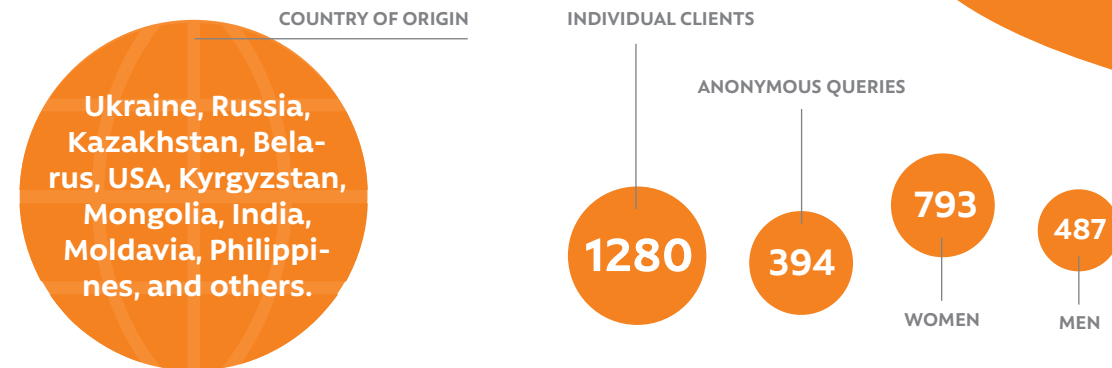 COUNTRY OF ORIGIN
Ukraine, Russia,
Kazakhstan, Bela-
rus, USA, Kyrgyzstan,
Mongolia, India,
Moldavia, Philippi-
nes, and others.
INDIVIDUAL CLIENTS
1280
ANONYMOUS QUERIES
394
793
WOMEN
487
MEN